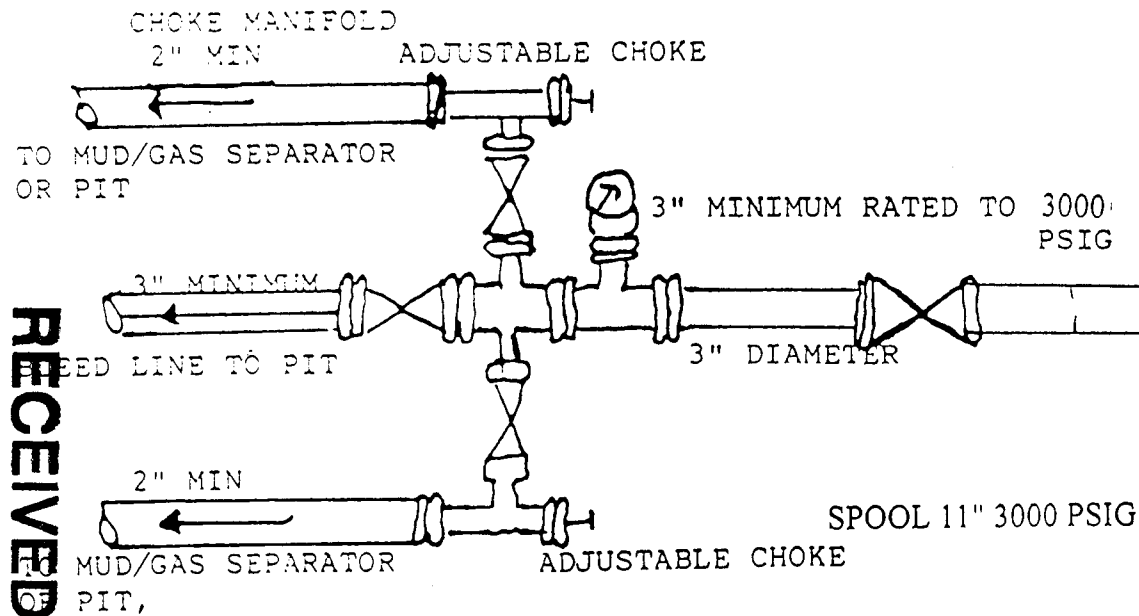 CHOKE MANIFOLD
2" MIN
ADJUSTABLE CHOKE
TO MUD/GAS SEPARATOR
OR PIT
3" MINIMUM RATED TO 3000
PSIG
3" MINIMUM
BLEED LINE TO PIT
3" DIAMETER
RECEIVED
2" MIN
SPOOL 11" 3000 PSIG
TO MUD/GAS SEPARATOR
OR PIT,
ADJUSTABLE CHOKE